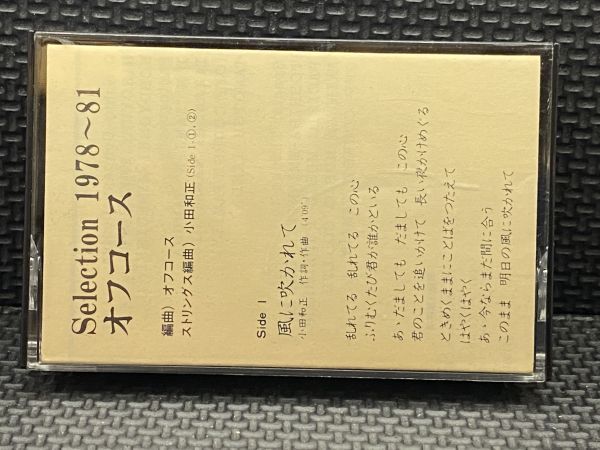 Selection 1978～81
オフコース
編曲) オフコース
ストリングス編曲) 小田和正 (Side 1.①, ②)
Side 1
風に吹かれて
小田和正 作詞・作曲 4'09"
乱れてる 乱れてる この心
ふりむくたび君が誰かといる
あゝだましても だましても この心
君のことを追いかけて 長い夜かけめぐる
ときめくままにことばをつたえて
はやくはやく
あゝ今ならまだ間に合う
このまま 明日の風に吹かれて